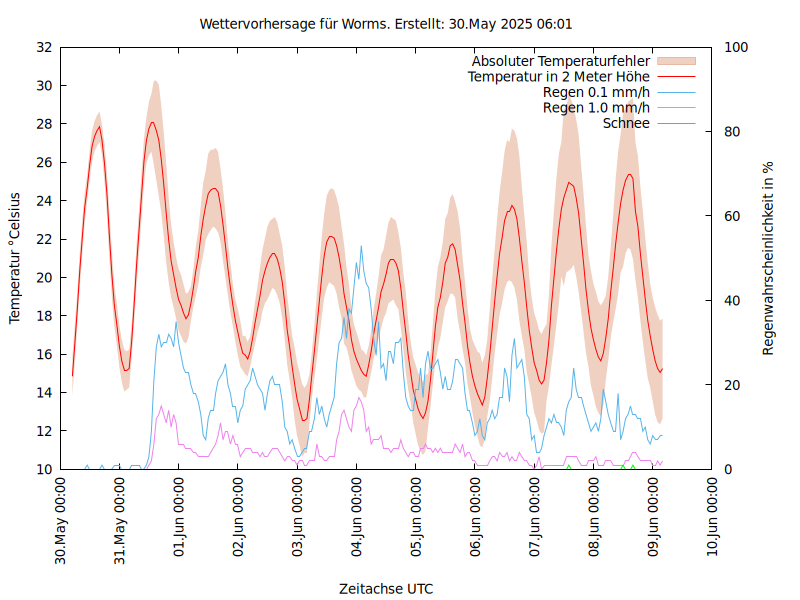 Wettervorhersage für Worms. Erstellt: 30.May 2025 06:01
Absoluter Temperaturfehler
Temperatur in 2 Meter Höhe
Regen 0.1 mm/h
Regen 1.0 mm/h
Schnee
Temperatur °Celsius
32
30
28
26
24
22
20
18
16
14
12
10
100
80
60
40
20
0
Regenwahrscheinlichkeit in %
30.May 00:00
31.May 00:00
01.Jun 00:00
02.Jun 00:00
03.Jun 00:00
04.Jun 00:00
05.Jun 00:00
06.Jun 00:00
07.Jun 00:00
08.Jun 00:00
09.Jun 00:00
10.Jun 00:00
Zeitachse UTC